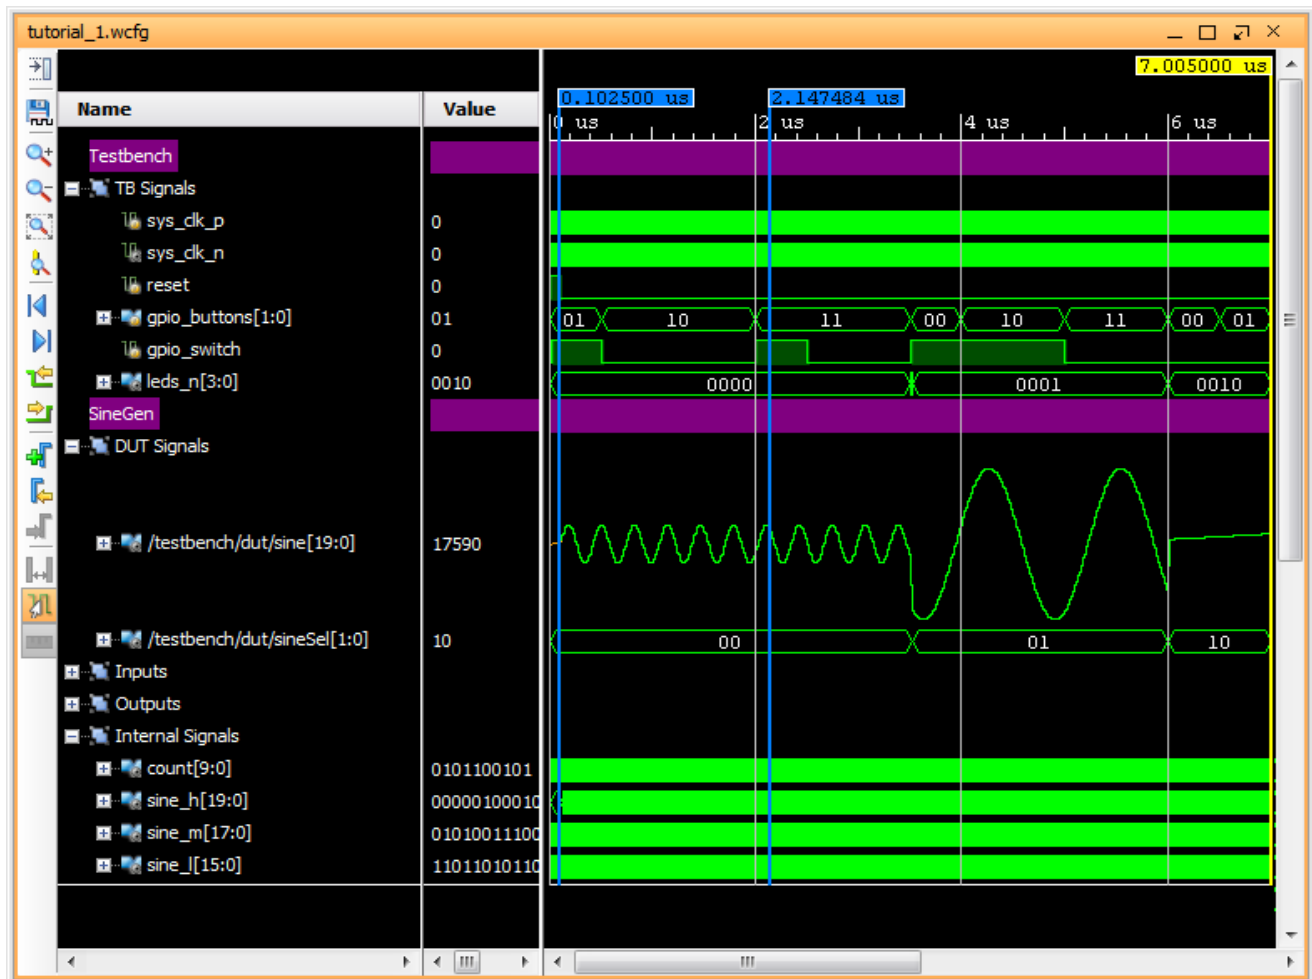 tutorial_1.wcfg
7.005000 us
Name Value 0.102500 us 2.147484 us
0 us 2 us 4 us 6 us
Testbench
TB Signals
sys_clk_p 0
sys_clk_n 0
reset 0
gpio_buttons[1:0] 01 01 10 11 00 10 11 00 01
gpio_switch 0
leds_n[3:0] 0010 0000 0001 0010
SineGen
DUT Signals
/testbench/dut/sine[19:0] 17590
/testbench/dut/sineSel[1:0] 10 00 01 10
Inputs
Outputs
Internal Signals
count[9:0] 0101100101
sine_h[19:0] 00000100010
sine_m[17:0] 01010011100
sine_l[15:0] 11011010110